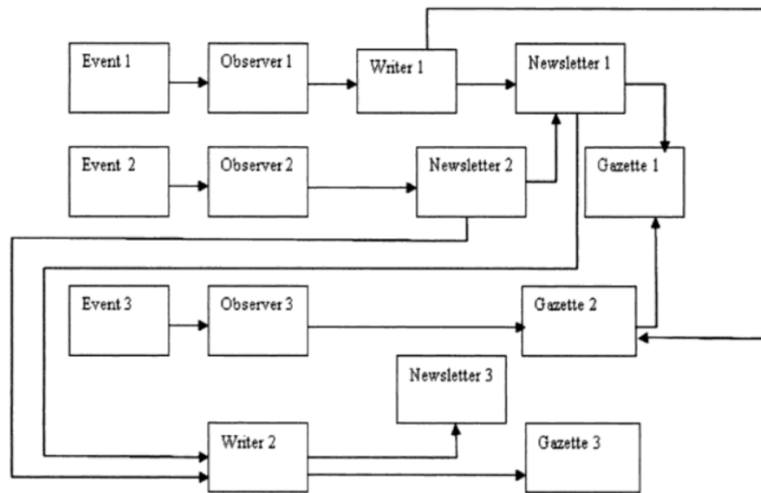 Event 1
Observer 1
Writer 1
Newsletter 1
Event 2
Observer 2
Newsletter 2
Gazette 1
Event 3
Observer 3
Gazette 2
Newsletter 3
Writer 2
Gazette 3